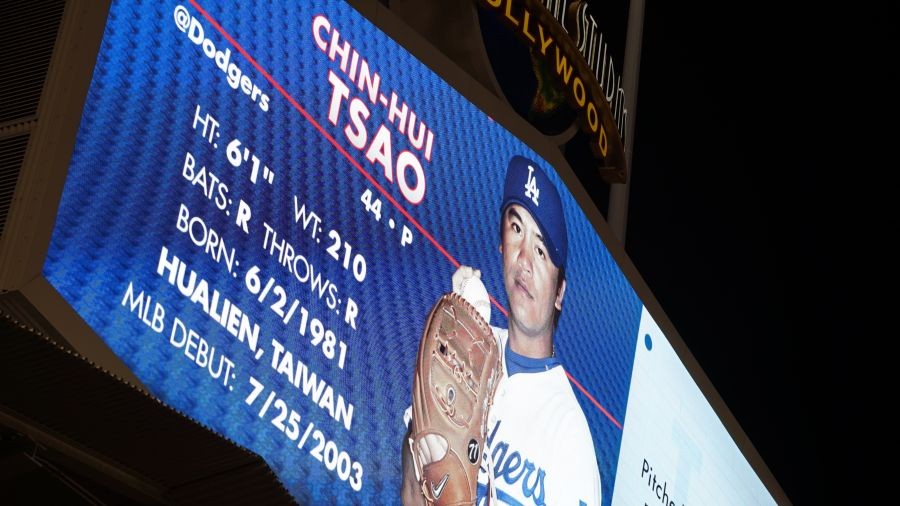 @Dodgers
CHIN-HUI
TSAO
44 • P
HT: 6'1" WT: 210
BATS: R THROWS: R
BORN: 6/2/1981
HUALIEN, TAIWAN
MLB DEBUT: 7/25/2003
LA
HOLLYWOOD